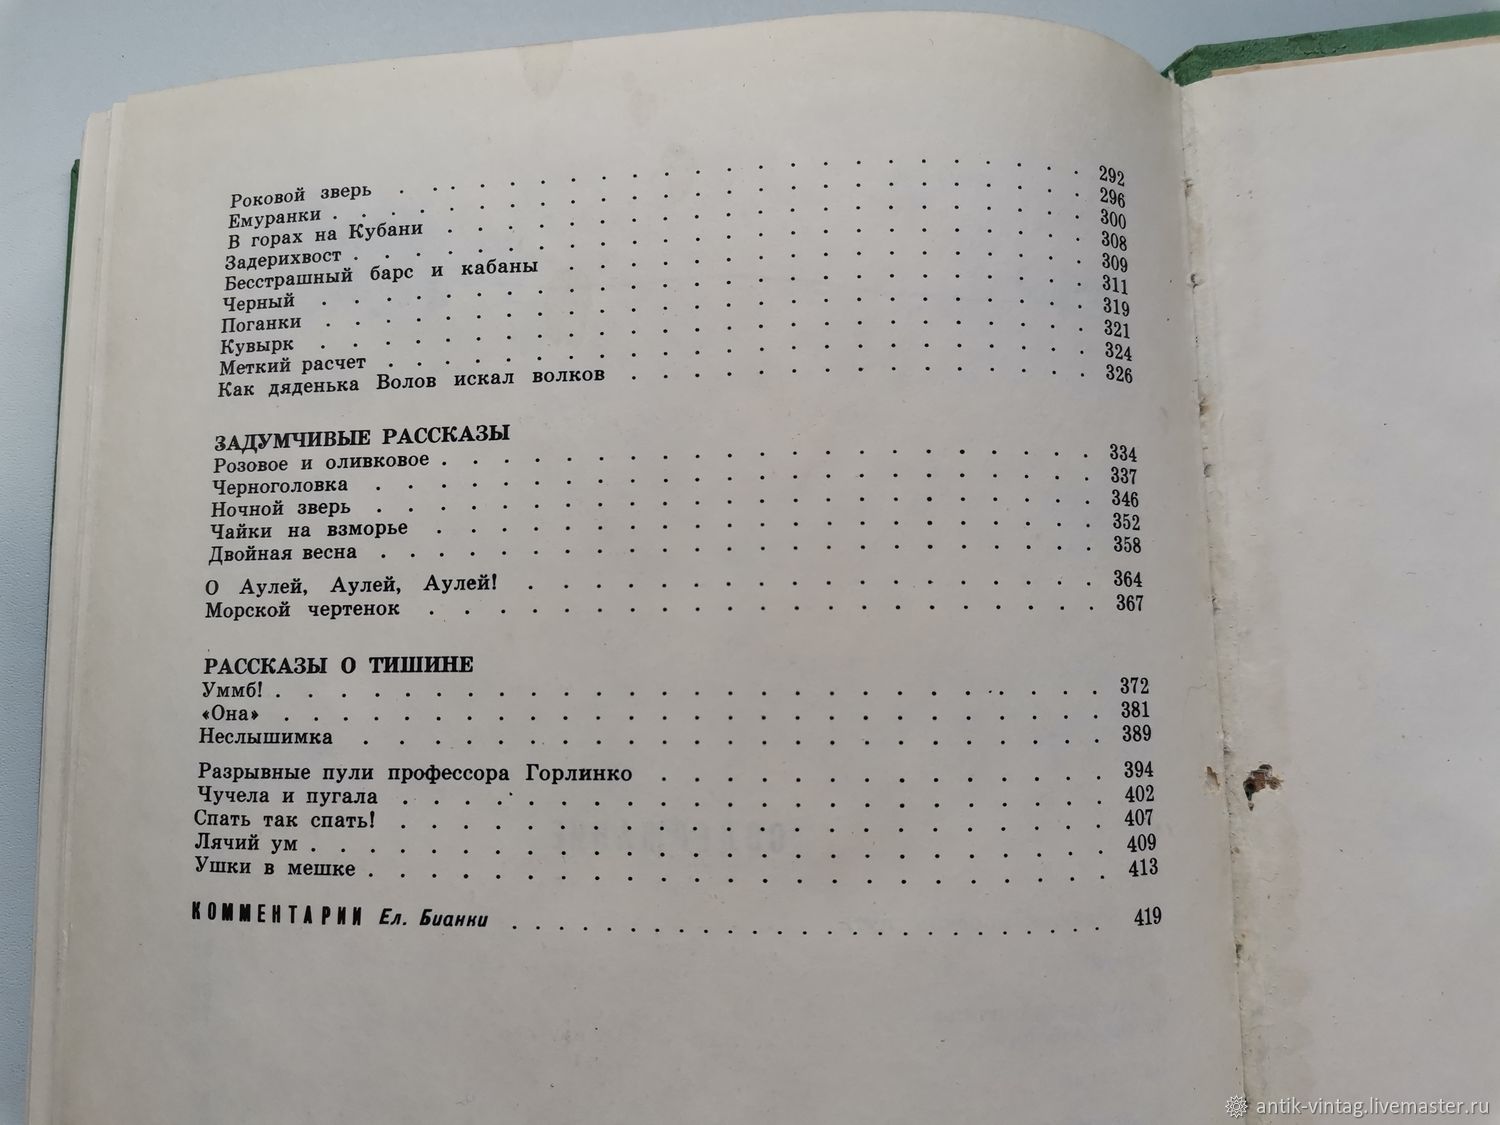 Роковой зверь . . . . . . . . . . . . . . . . . . . . . . 292
Емуранки . . . . . . . . . . . . . . . . . . . . . . 296
В горах на Кубани . . . . . . . . . . . . . . . . . . . . . . 300
Задерихвост . . . . . . . . . . . . . . . . . . . . . . 308
Бесстрашный барс и кабаны . . . . . . . . . . . . . . . . . . 309
Черный . . . . . . . . . . . . . . . . . . . . . . 311
Поганки . . . . . . . . . . . . . . . . . . . . . . 319
Кувырк . . . . . . . . . . . . . . . . . . . . . . 321
Меткий расчет . . . . . . . . . . . . . . . . . . . . . . 324
Как дяденька Волов искал волков . . . . . . . . . . . . . . . 326
ЗАДУМЧИВЫЕ РАССКАЗЫ
Розовое и оливковое . . . . . . . . . . . . . . . . . . . . 334
Черноголовка . . . . . . . . . . . . . . . . . . . . . . 337
Ночной зверь . . . . . . . . . . . . . . . . . . . . . . 346
Чайки на взморье . . . . . . . . . . . . . . . . . . . . 352
Двойная весна . . . . . . . . . . . . . . . . . . . . . . 358
О Аулей, Аулей, Аулей! . . . . . . . . . . . . . . . . . . 364
Морской чертенок . . . . . . . . . . . . . . . . . . . . 367
РАССКАЗЫ О ТИШИНЕ
Уммб! . . . . . . . . . . . . . . . . . . . . . . 372
«Она» . . . . . . . . . . . . . . . . . . . . . . 381
Неслышимка . . . . . . . . . . . . . . . . . . . . . . 389
Разрывные пули профессора Горлинко . . . . . . . . . . . . . . 394
Чучела и пугала . . . . . . . . . . . . . . . . . . . . 402
Спать так спать! . . . . . . . . . . . . . . . . . . . . 407
Лячий ум . . . . . . . . . . . . . . . . . . . . . . 409
Ушки в мешке . . . . . . . . . . . . . . . . . . . . . . 413
КОММЕНТАРИИ Ел. Бианки . . . . . . . . . . . . . . . . . . 419
antik-vintag.livemaster.ru